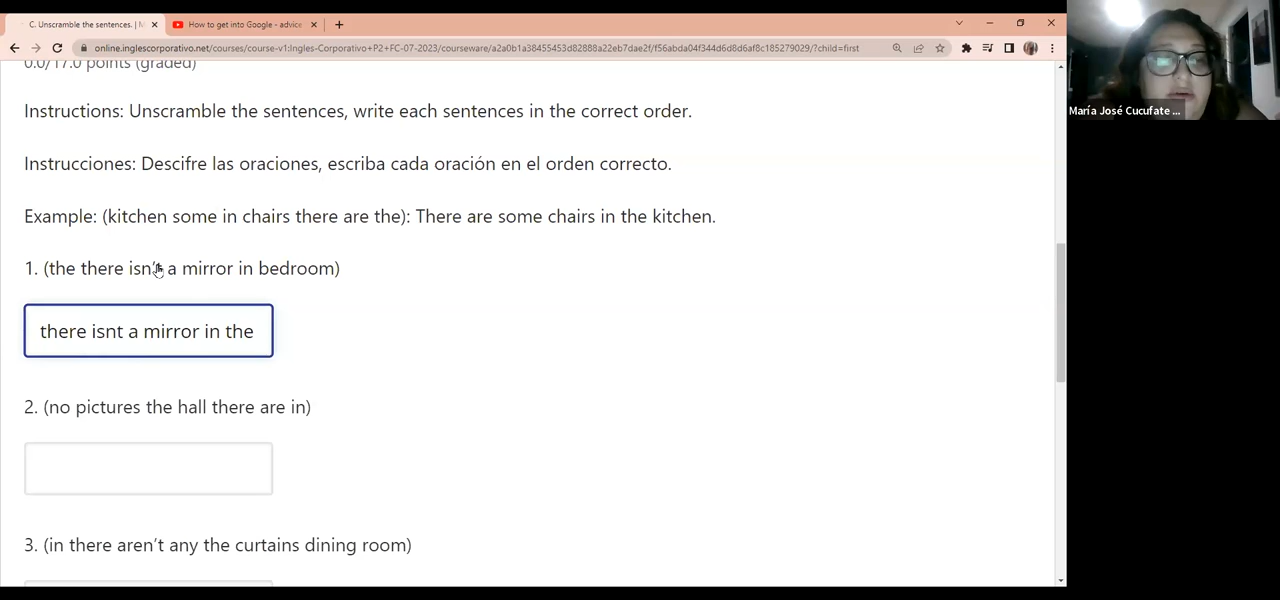 C. Unscramble the sentences. | M
How to get into Google - advice
online.inglescorporativo.net/courses/course-v1:Ingles-Corporativo+P2+FC-07-2023/courseware/a2a0b1a38455453d82888a22eb7dae2f/f56abda04f344d6d8d6af8c185279029/?child=first
0.0/17.0 points (graded)
Instructions: Unscramble the sentences, write each sentences in the correct order.
Instrucciones: Descifre las oraciones, escriba cada oración en el orden correcto.
Example: (kitchen some in chairs there are the): There are some chairs in the kitchen.
1. (the there isn't a mirror in bedroom)
there isnt a mirror in the
2. (no pictures the hall there are in)
3. (in there aren't any the curtains dining room)
María José Cucufate ...